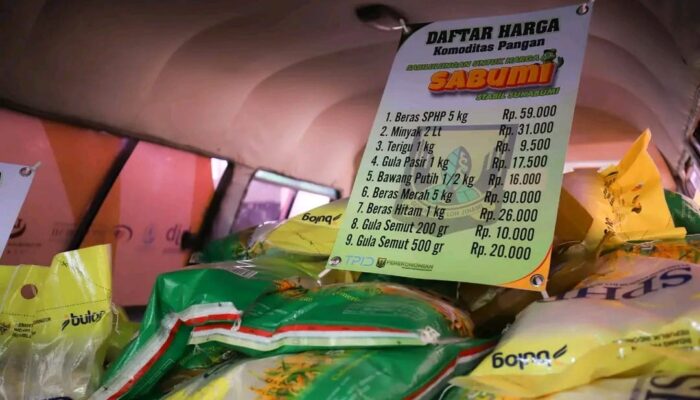 DAFTAR HARGA
Komoditas Pangan
SABUMI
STABIL SUKABUMI
1. Beras SPHP 5 kg Rp. 59.000
2. Minyak 2 Lt Rp. 31.000
3. Terigu 1 kg Rp. 9.500
4. Gula Pasir 1 kg Rp. 17.500
5. Bawang Putih 1/2 kg Rp. 16.000
6. Beras Merah 5 kg Rp. 90.000
7. Beras Hitam 1 kg Rp. 26.000
8. Gula Semut 200 gr Rp. 10.000
9. Gula Semut 500 gr Rp. 20.000
TPID
bulog
bulog
bulog
SPHP